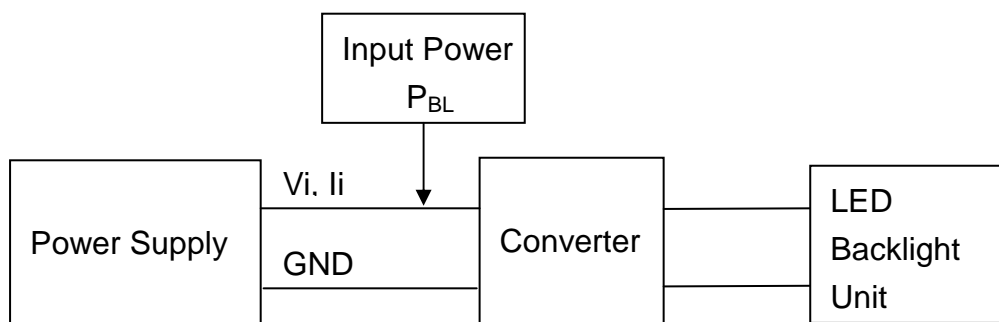 Input Power
P_BL
Vi, Ii
Power Supply
GND
Converter
LED
Backlight
Unit